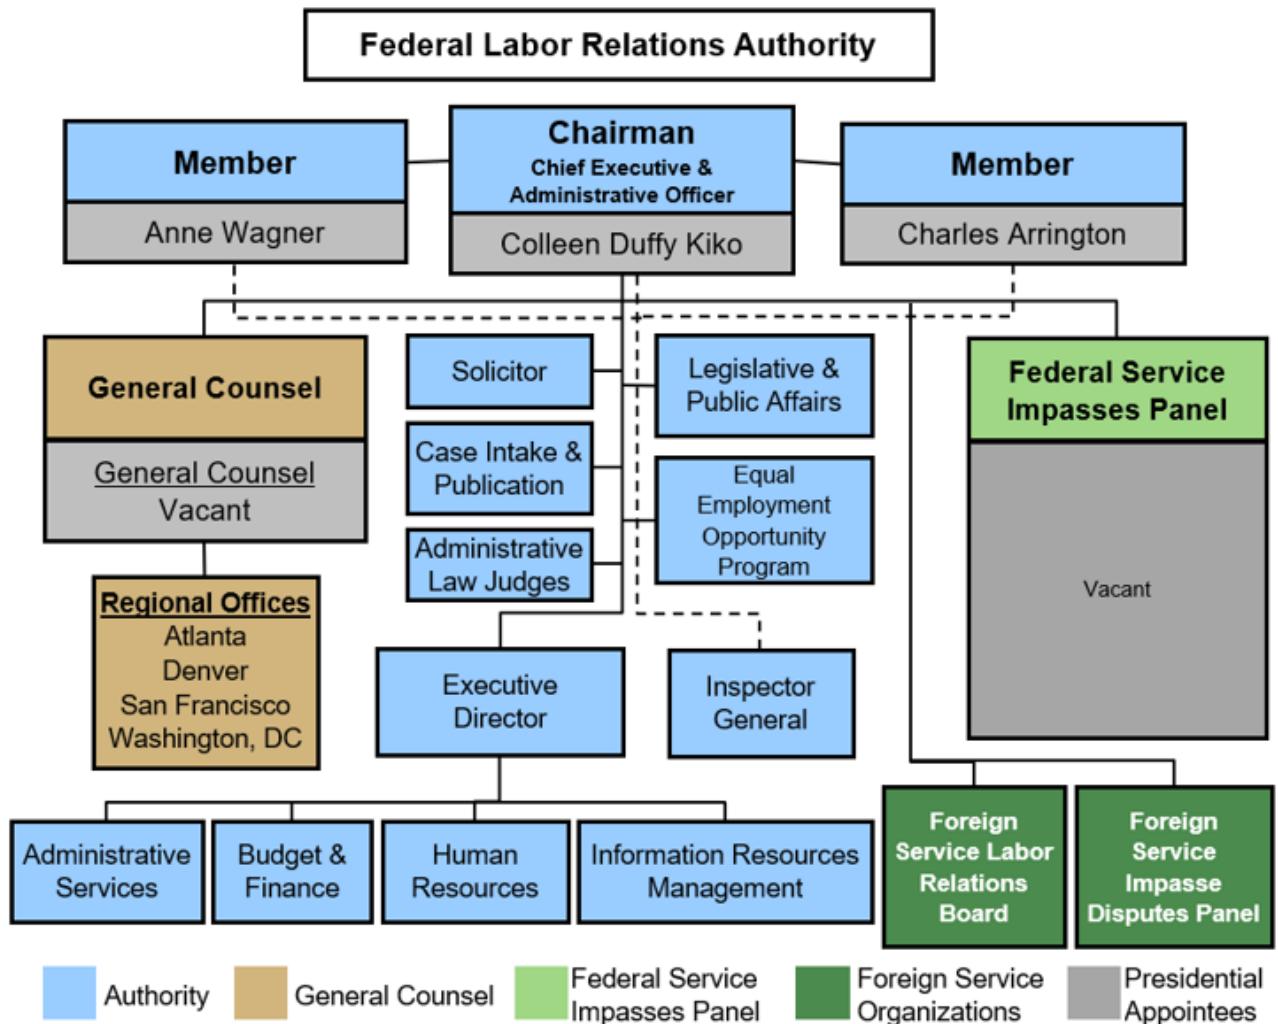 Federal Labor Relations Authority
Member
Anne Wagner
Chairman
Chief Executive &
Administrative Officer
Colleen Duffy Kiko
Member
Charles Arrington
General Counsel
General Counsel
Vacant
Regional Offices
Atlanta
Denver
San Francisco
Washington, DC
Solicitor
Case Intake &
Publication
Administrative
Law Judges
Legislative &
Public Affairs
Equal
Employment
Opportunity
Program
Federal Service
Impasses Panel
Vacant
Executive
Director
Inspector
General
Administrative
Services
Budget &
Finance
Human
Resources
Information Resources
Management
Foreign
Service Labor
Relations
Board
Foreign
Service
Impasse
Disputes Panel
Authority
General Counsel
Federal Service
Impasses Panel
Foreign Service
Organizations
Presidential
Appointees